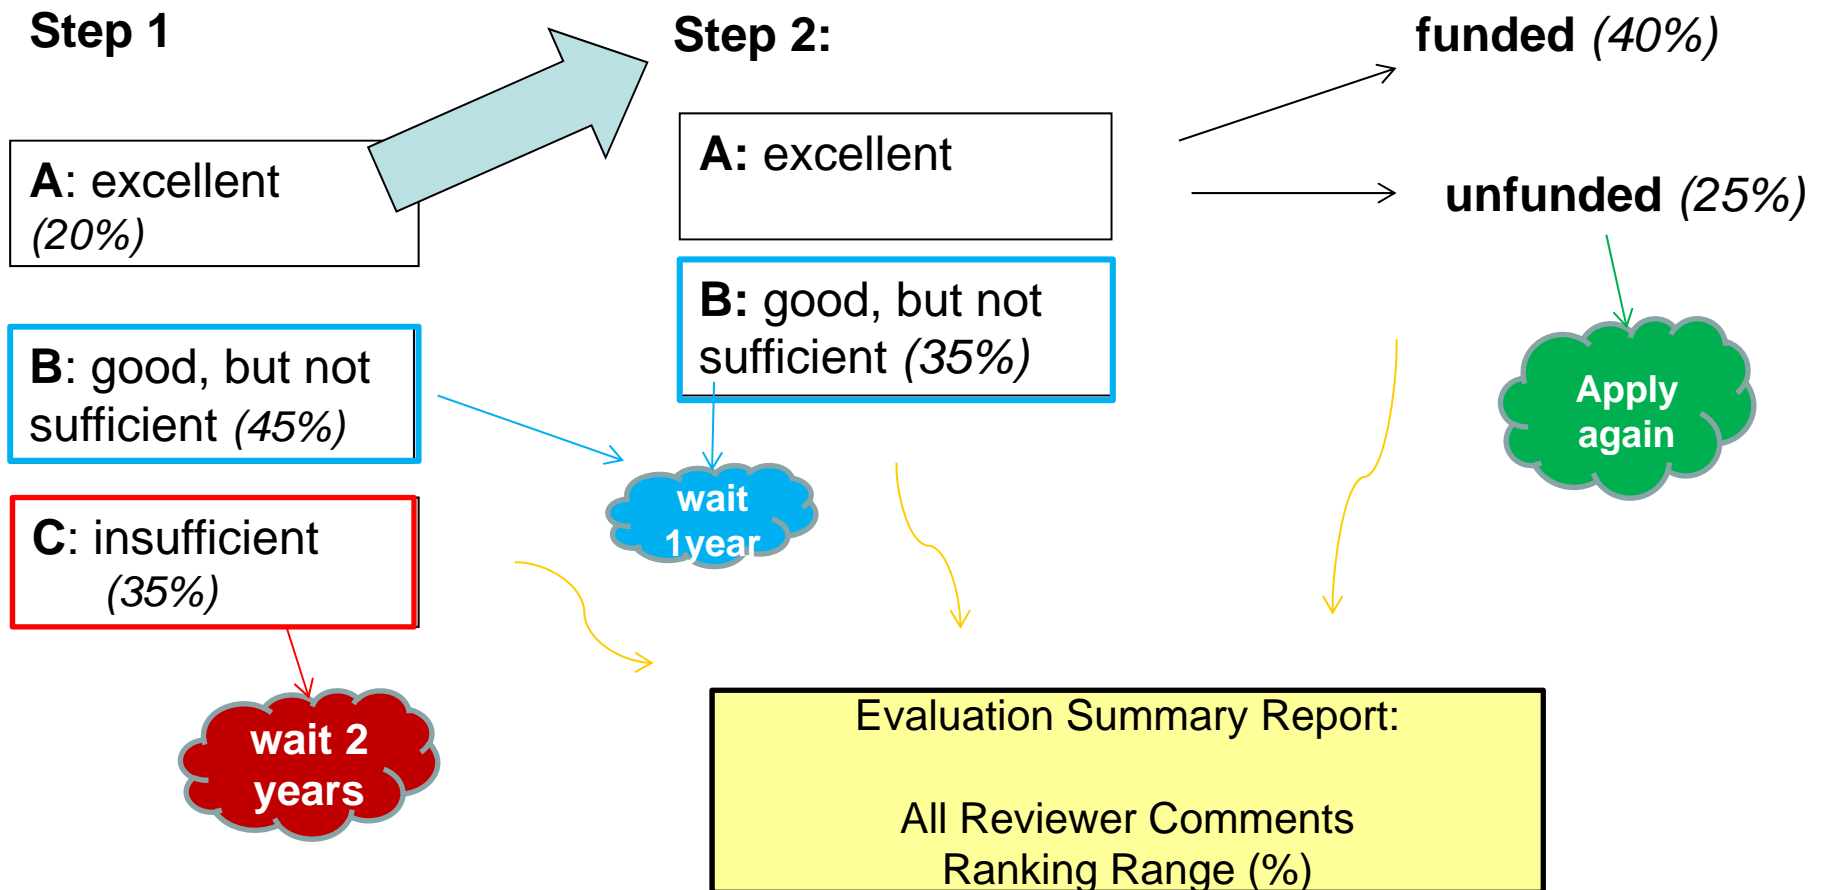 Step 1
A: excellent
(20%)
B: good, but not
sufficient (45%)
C: insufficient
(35%)
wait 2
years
Step 2:
A: excellent
B: good, but not
sufficient (35%)
wait
1year
funded (40%)
unfunded (25%)
Apply
again
Evaluation Summary Report:
All Reviewer Comments
Ranking Range (%)